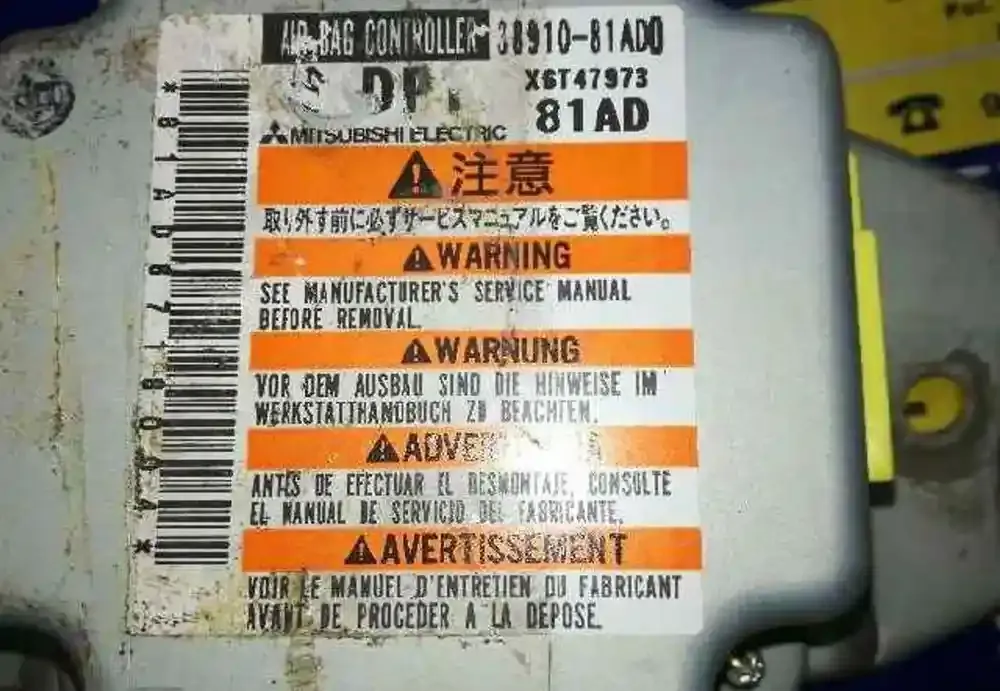 AIR BAG CONTROLLER 38910-81AD0
X6T47973
81AD
MITSUBISHI ELECTRIC
注意
取り外す前に必ずサービスマニュアルをご覧ください。
WARNING
SEE MANUFACTURER'S SERVICE MANUAL
BEFORE REMOVAL.
WARNUNG
VOR DEM AUSBAU SIND DIE HINWEISE IM
WERKSTATTHANDBUCH ZU BEACHTEN.
ANTES DE EFECTUAR EL DESMONTAJE, CONSULTE
EL MANUAL DE SERVICIO DEL FABRICANTE.
AVERTISSEMENT
VOIR LE MANUEL D'ENTRETIEN DU FABRICANT
AVANT DE PROCEDER A LA DEPOSE.